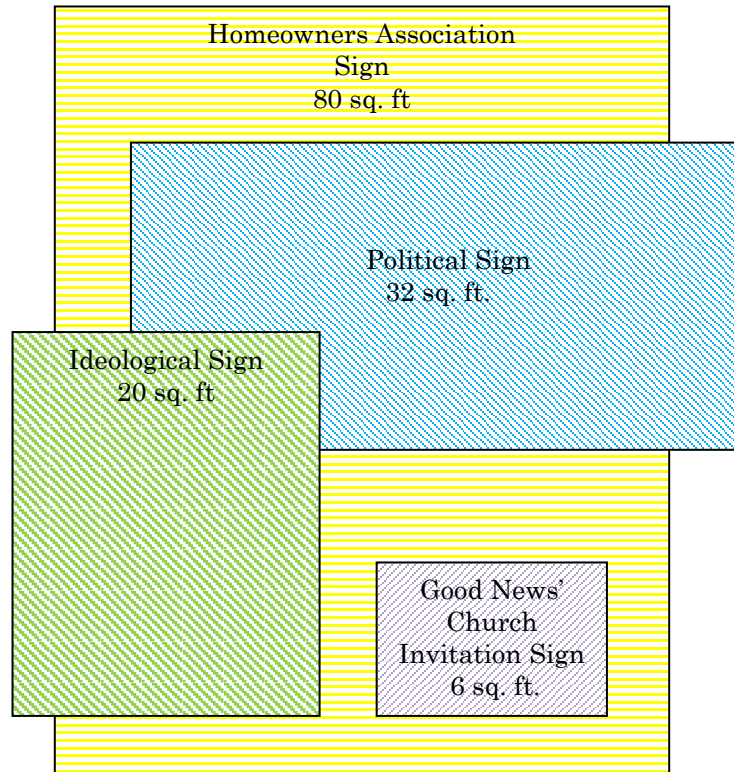 Homeowners Association
Sign
80 sq. ft
Political Sign
32 sq. ft.
Ideological Sign
20 sq. ft
Good News’
Church
Invitation Sign
6 sq. ft.